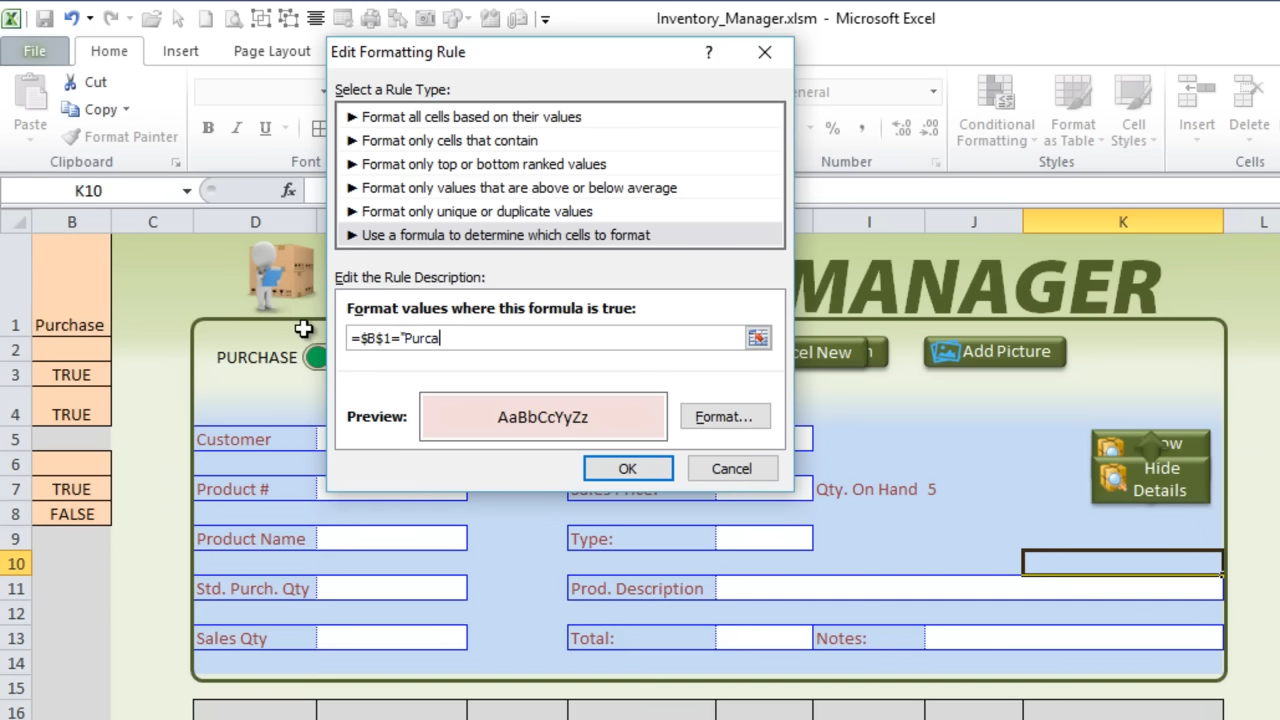 Inventory_Manager.xlsm - Microsoft Excel
File Home Insert Page Layout
Edit Formatting Rule ?
Select a Rule Type:
► Format all cells based on their values
► Format only cells that contain
► Format only top or bottom ranked values
► Format only values that are above or below average
► Format only unique or duplicate values
► Use a formula to determine which cells to format
Edit the Rule Description:
Format values where this formula is true:
=$B$1="Purca
Preview: AaBbCcYyZz Format...
OK Cancel
Paste Cut
Copy
Format Painter
B I U
% , .00
Conditional Formatting
Format as Table
Cell Styles
Insert Delete
Clipboard Font Number Styles Cells
K10 fx
B C D I J K L
1 Purchase MANAGER
2 PURCHASE cel New Add Picture
3 TRUE
4 TRUE
5 Customer
6
7 TRUE Product # Sales Price: Qty. On Hand 5 Hide Details
8 FALSE
9 Product Name Type:
10
11 Std. Purch. Qty Prod. Description
12
13 Sales Qty Total: Notes:
14
15
16